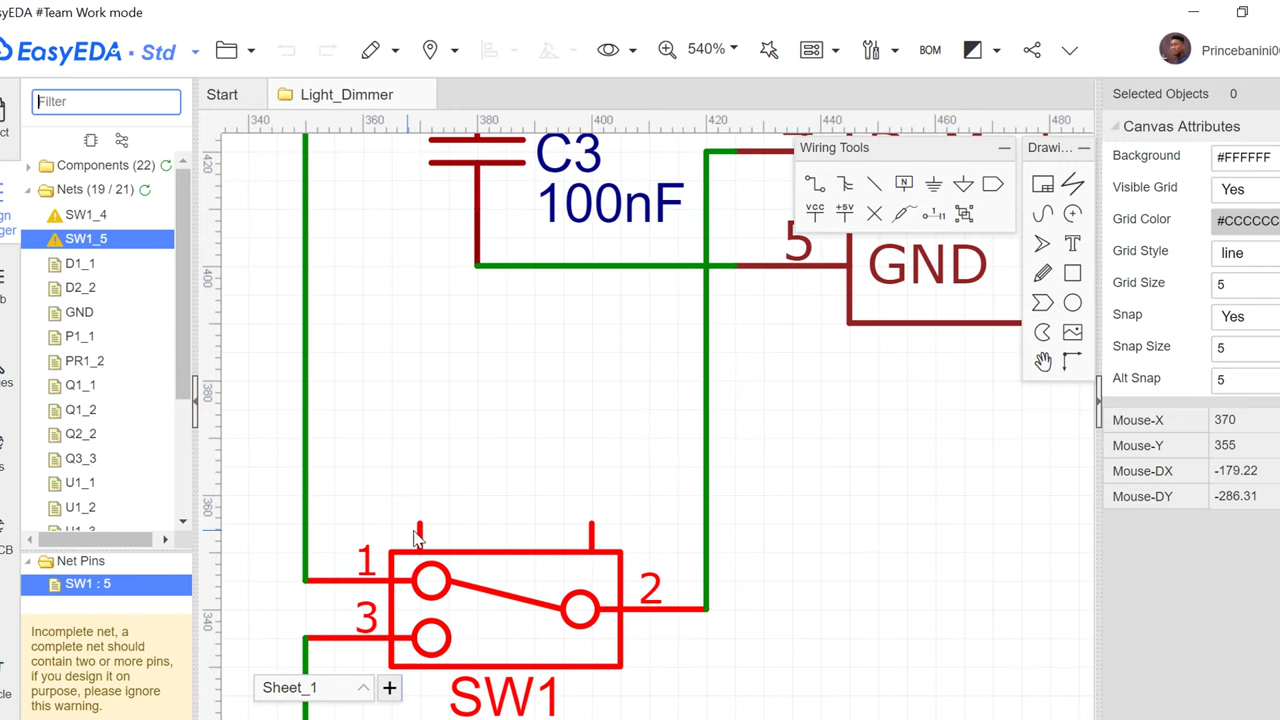 asyEDA #Team Work mode
EasyEDA Std
540%
BOM
Princebanini0
Filter
Start
Light_Dimmer
Selected Objects 0
Components (22)
Nets (19 / 21)
SW1_4
SW1_5
D1_1
D2_2
GND
P1_1
PR1_2
Q1_1
Q1_2
Q2_2
Q3_3
U1_1
U1_2
Net Pins
SW1 : 5
Incomplete net, a
complete net should
contain two or more pins,
if you design it on
purpose, please ignore
this warning.
340
360
380
400
420
440
460
480
420
400
380
360
340
C3
100nF
Wiring Tools
Drawi...
N
VCC
+5V
5
GND
1
3
2
SW1
Sheet_1
Canvas Attributes
Background #FFFFFF
Visible Grid Yes
Grid Color #CCCCCC
Grid Style line
Grid Size 5
Snap Yes
Snap Size 5
Alt Snap 5
Mouse-X 370
Mouse-Y 355
Mouse-DX -179.22
Mouse-DY -286.31